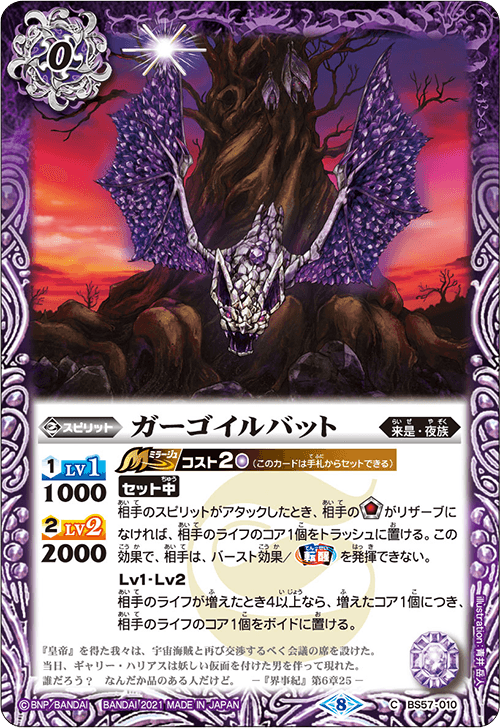 0
スピリット
ガーゴイルバット
来是・夜族
らいぜ やぞく
1 LV1
1000
2 LV2
2000
ミラージュ
コスト2
(このカードは手札からセットできる)
セット中
相手のスピリットがアタックしたとき、相手の がリザーブに
なければ、相手のライフのコア1個をトラッシュに置ける。この
効果で、相手は、バースト効果/ 転醒 を発揮できない。
Lv1・Lv2
相手のライフが増えたとき4以上なら、増えたコア1個につき、
相手のライフのコア1個をボイドに置ける。
『皇帝』を得た我々は、宇宙海賊と再び交渉するべく会議の席を設けた。
当日、ギャリー・ハリアスは妖しい仮面を付けた男を伴って現れた。
誰だろう? なんだか品のある人だけど。 ―『界事紀』第6章25―
illustration:青井岳人
©BNP/BANDAI BANDAI 2021 MADE IN JAPAN
8
C BS57-010